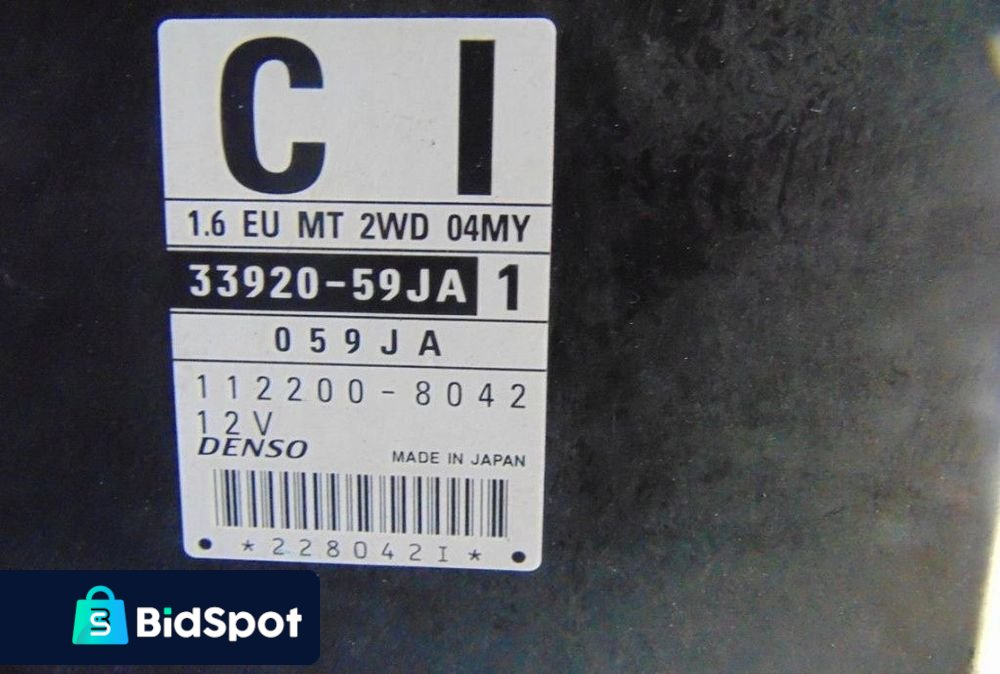 C I
1.6 EU MT 2WD 04MY
33920-59JA 1
059JA
112200-8042
12V
DENSO
MADE IN JAPAN
*228042I*
BidSpot